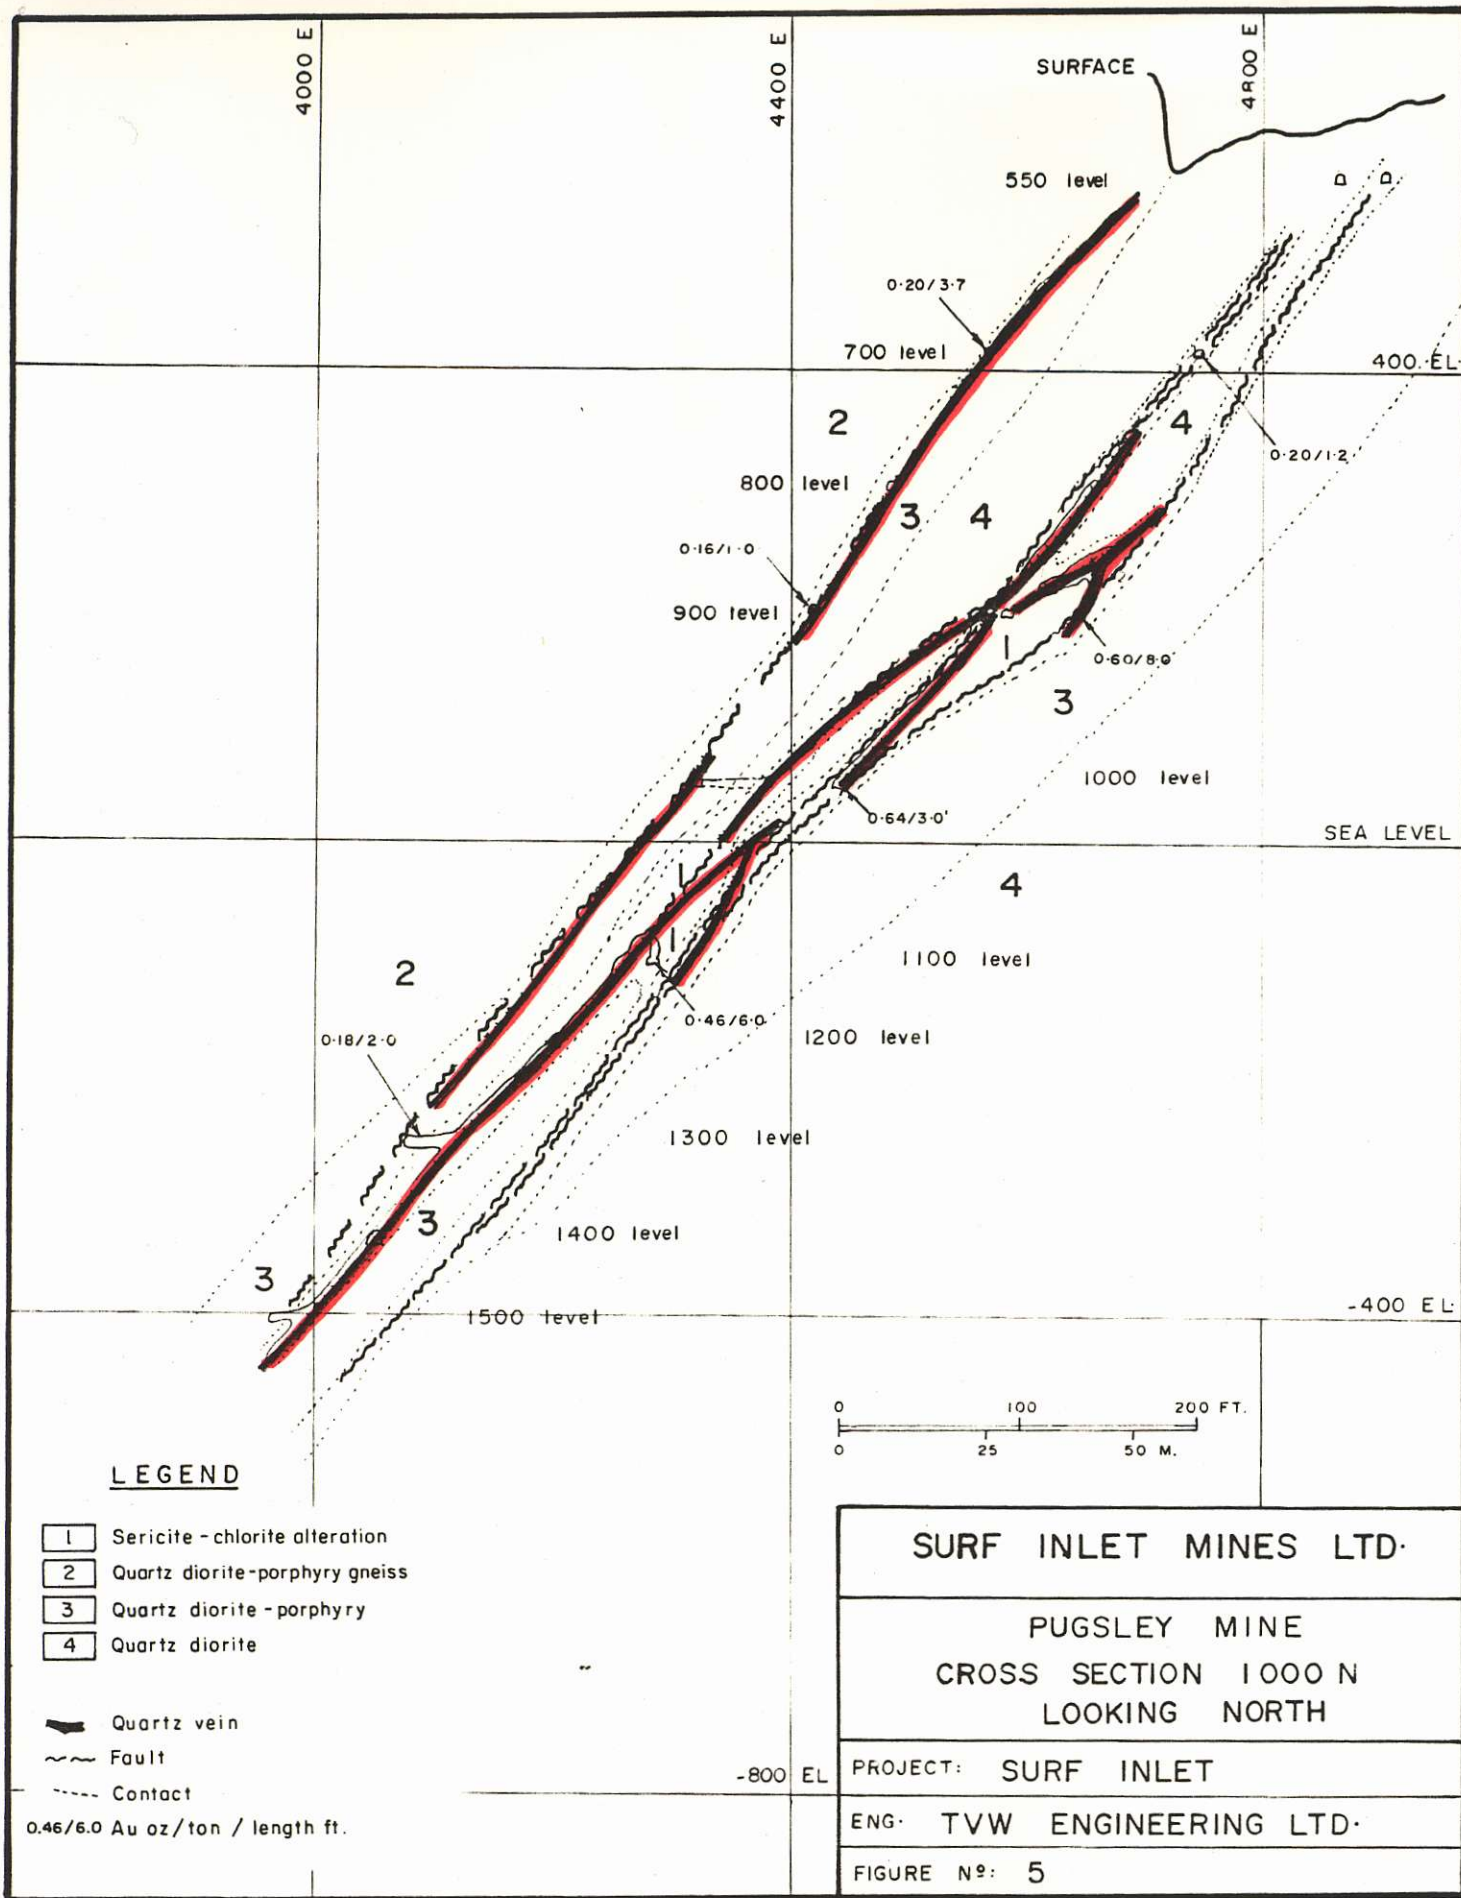 4000 E
4400 E
4800 E
SURFACE
550 level
D D
0·20/3·7
700 level
400 EL·
2
4
0·20/1·2
800 level
3 4
0·16/1·0
900 level
1
0·60/8·0
3
1000 level
0·64/3·0'
SEA LEVEL
1
4
1
1100 level
2
0·46/6·0
0·18/2·0
1200 level
1300 level
3
1400 level
3
1500 level
-400 EL·
0 100 200 FT.
0 25 50 M.
LEGEND
1 Sericite-chlorite alteration
2 Quartz diorite-porphyry gneiss
3 Quartz diorite-porphyry
4 Quartz diorite
Quartz vein
Fault
Contact
0.46/6.0 Au oz/ton / length ft.
-800 EL
SURF INLET MINES LTD·
PUGSLEY MINE
CROSS SECTION 1000 N
LOOKING NORTH
PROJECT: SURF INLET
ENG· TVW ENGINEERING LTD·
FIGURE Nº: 5